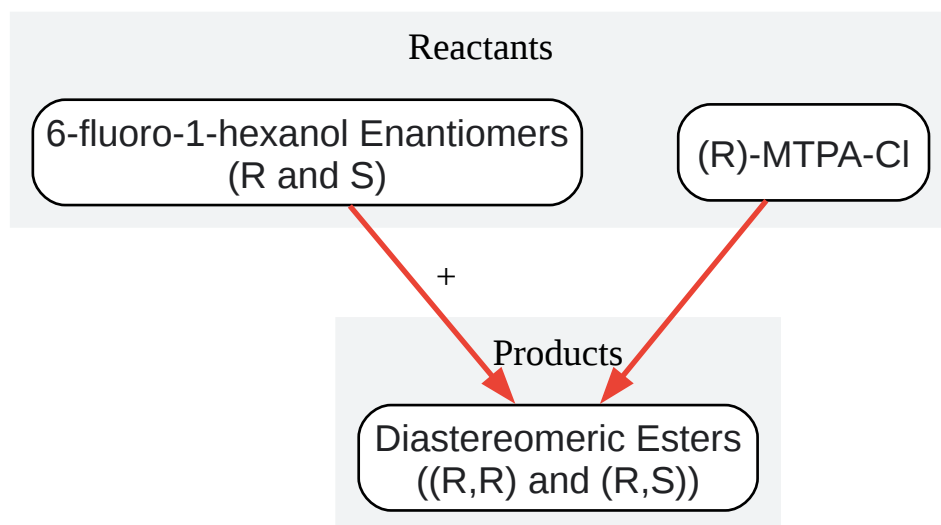 Reactants
6-fluoro-1-hexanol Enantiomers
(R and S)
(R)-MTPA-Cl
+
Products
Diastereomeric Esters
((R,R) and (R,S))